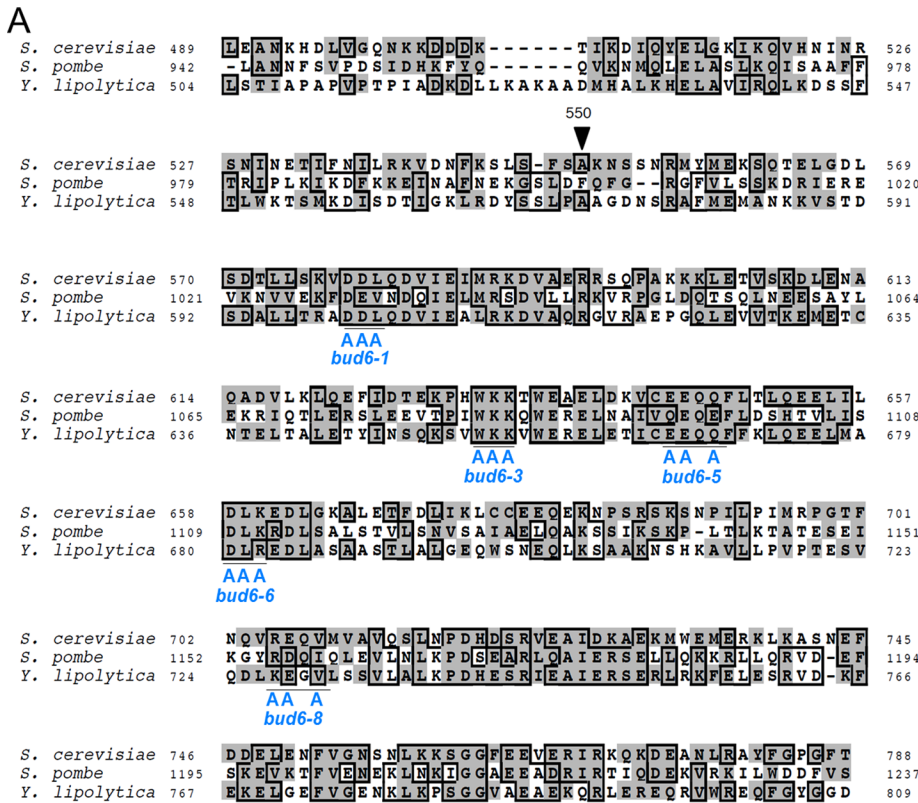 A
S. cerevisiae 489 LEANKHDLVGQNKKDDDK------TIKDIQYELGKIKQVHNINR 526
S. pombe 942 -LANNFSVPDSIDHKFYQ------QVKNMQLELASLKQISAAFF 978
Y. lipolytica 504 LSTIAPAPVPTPIADKDLLKAKAADMHALKHELAVIRQLKDSSF 547
550
S. cerevisiae 527 SNINETIFNILRKVDNFKSLS-FSAKNSSNRMYMEKSQTELGDL 569
S. pombe 979 TRIPLKIKDFKKEINAFNEKGSLDFQFG--RGFVLSSKDRIERE 1020
Y. lipolytica 548 TLWKTSMKDISDTIGKLRDYSSLPAAGDNSRAFMEMANKKVSTD 591
S. cerevisiae 570 SDTLLSKVDDLQDVIEIMRKDVAERRSQPAKKKLETVSKDLENA 613
S. pombe 1021 VKNVVEKFDEVNDQIELMRSDVLLRKVRPGLDQTSQLNEESAYL 1064
Y. lipolytica 592 SDALLTRADDLQDVIEALRKDVAQRGVRAEPGQLEVVTKEMETC 635
AAA
bud6-1
S. cerevisiae 614 QADVLKLQEFIDTEKPHWKKTWEAELDKVCEEQQFLTLQEELIL 657
S. pombe 1065 EKRIQTLERSLEEVTPIWKKQWERELNAIVQEQEFLDSHTVLIS 1108
Y. lipolytica 636 NTELTALETYINSQKSVWKKVWERELETICEEQQFFKLQEELMA 679
AAA AA A
bud6-3 bud6-5
S. cerevisiae 658 DLKEDLGKALETFDLIKLCCEEQEKNPSRSKSNPILPIMRPGTF 701
S. pombe 1109 DLKRDLSALSTVLSNVSAIAELQAKSSIKSKP-LTLKTATESEI 1151
Y. lipolytica 680 DLREDLASAASTLALGEQWSNEQLKSAAKNSHKAVLLPVPTESV 723
AAA
bud6-6
S. cerevisiae 702 NQVREQVMVAVQSLNPDHDSRVEAIDKAEKMWEMERKLKASNEF 745
S. pombe 1152 KGYRDQIQLEVLNLKPDSEARLQAIERSELLQKKRLLQRVD-EF 1194
Y. lipolytica 724 QDLKEGVLSSVLALKPDHESRIEAIERSERLRKFELESRVD-KF 766
AA A
bud6-8
S. cerevisiae 746 DDELENFVGNSNLKKSGGFEEVERIRKQKDEANLRAYFGPGFT 788
S. pombe 1195 SKEVKTFVENEKLNKIGGAEEADRIRTIQDEKVRKILWDDFVS 1237
Y. lipolytica 767 EKELGEFVGENKLKPSGGVAEAEKQRLEREQRVWREQFGYGGD 809